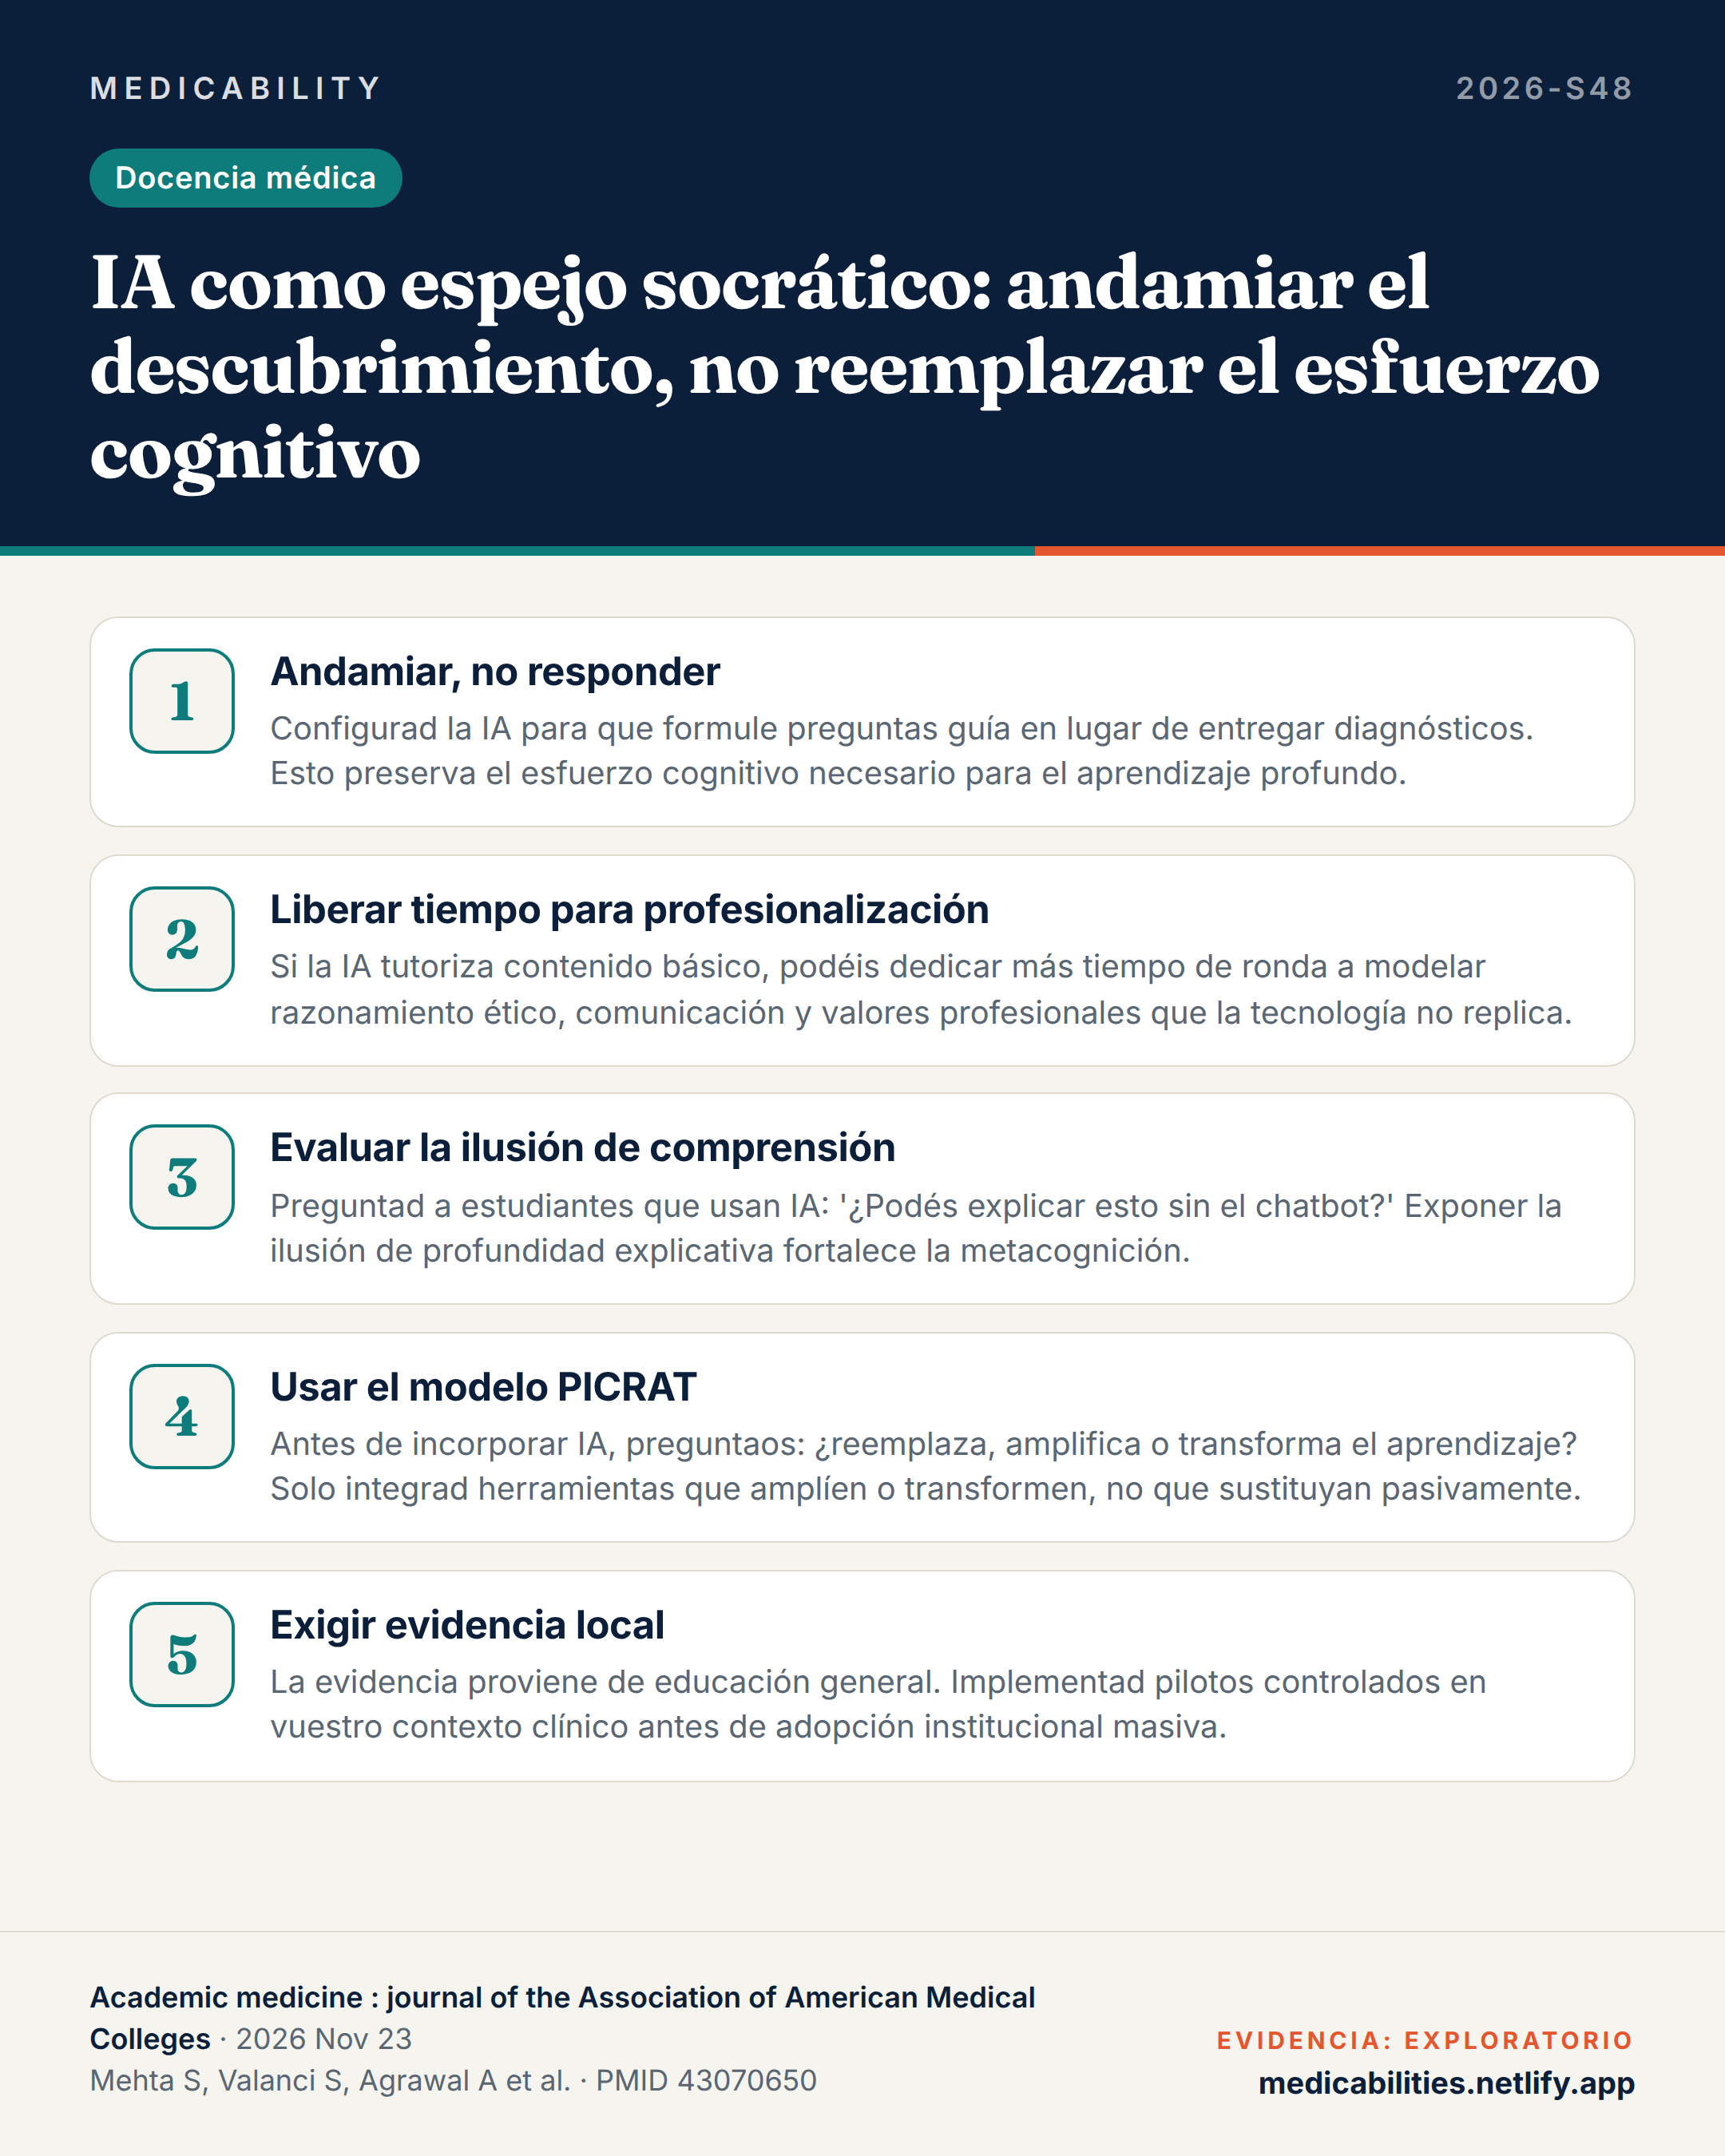 MEDICABILITY
2026-S48
Docencia médica
IA como espejo socrático: andamiar el
descubrimiento, no reemplazar el esfuerzo
cognitivo
1
Andamiar, no responder
Configurad la IA para que formule preguntas guía en lugar de entregar diagnósticos.
Esto preserva el esfuerzo cognitivo necesario para el aprendizaje profundo.
2
Liberar tiempo para profesionalización
Si la IA tutoriza contenido básico, podéis dedicar más tiempo de ronda a modelar
razonamiento ético, comunicación y valores profesionales que la tecnología no replica.
3
Evaluar la ilusión de comprensión
Preguntad a estudiantes que usan IA: '¿Podés explicar esto sin el chatbot?' Exponer la
ilusión de profundidad explicativa fortalece la metacognición.
4
Usar el modelo PICRAT
Antes de incorporar IA, preguntaos: ¿reemplaza, amplifica o transforma el aprendizaje?
Solo integrad herramientas que amplíen o transformen, no que sustituyan pasivamente.
5
Exigir evidencia local
La evidencia proviene de educación general. Implementad pilotos controlados en
vuestro contexto clínico antes de adopción institucional masiva.
Academic medicine : journal of the Association of American Medical
Colleges · 2026 Nov 23
Mehta S, Valanci S, Agrawal A et al. · PMID 43070650
EVIDENCIA: EXPLORATORIO
medicabilities.netlify.app